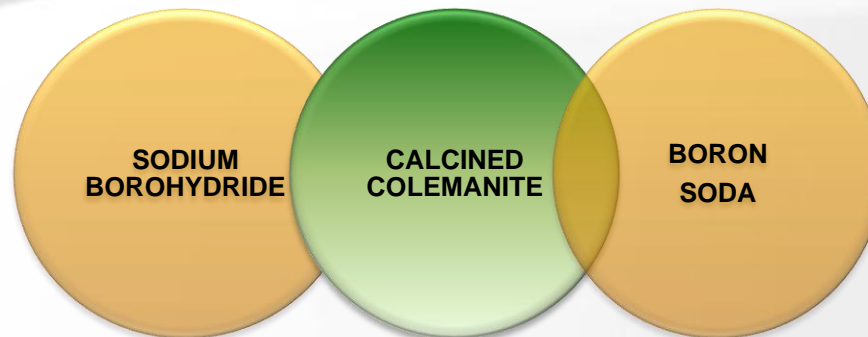 SODIUM
BOROHYDRIDE
CALCINED
COLEMANITE
BORON
SODA